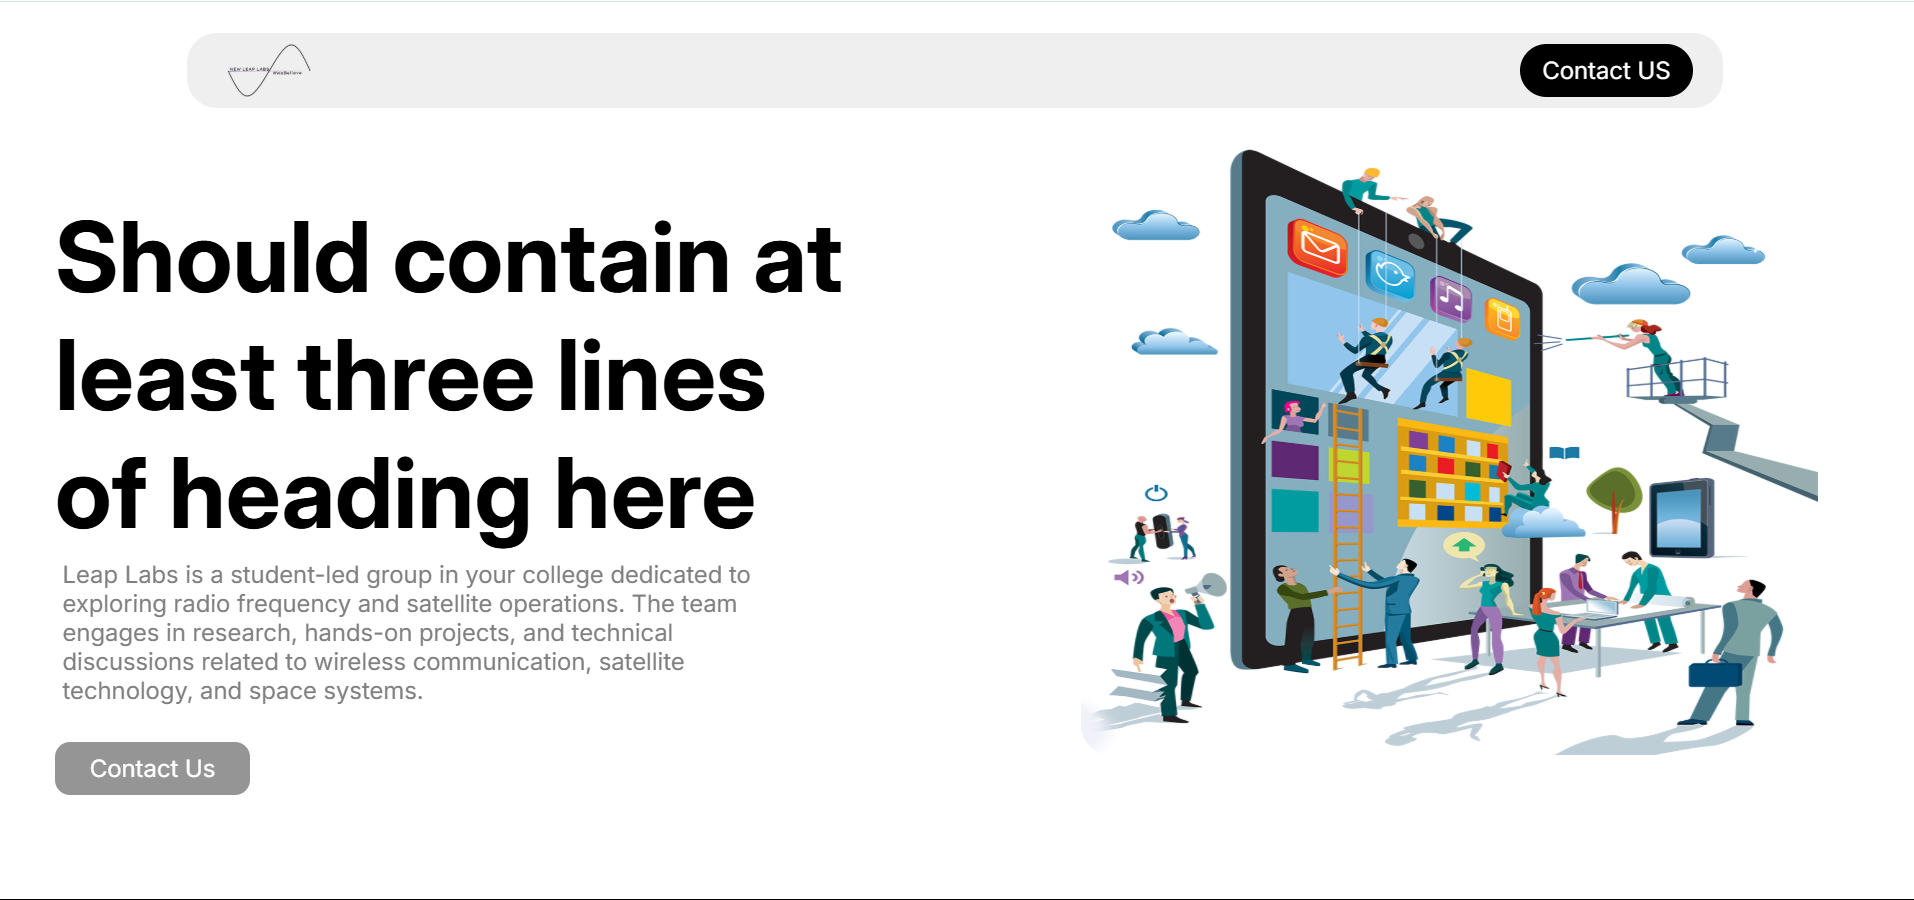 NEW LEAP LABS
#WeBelieve
Contact US
Should contain at
least three lines
of heading here
Leap Labs is a student-led group in your college dedicated to
exploring radio frequency and satellite operations. The team
engages in research, hands-on projects, and technical
discussions related to wireless communication, satellite
technology, and space systems.
Contact Us